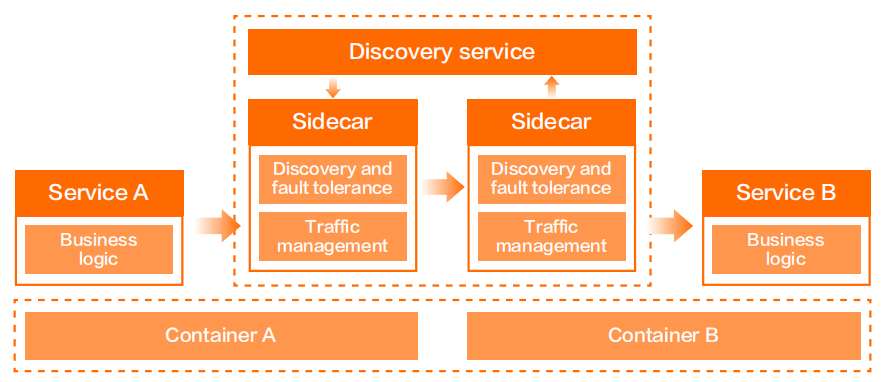 Discovery service
Sidecar
Sidecar
Discovery and
fault tolerance
Discovery and
fault tolerance
Service A
Service B
Traffic
management
Traffic
management
Business
logic
Business
logic
Container A
Container B